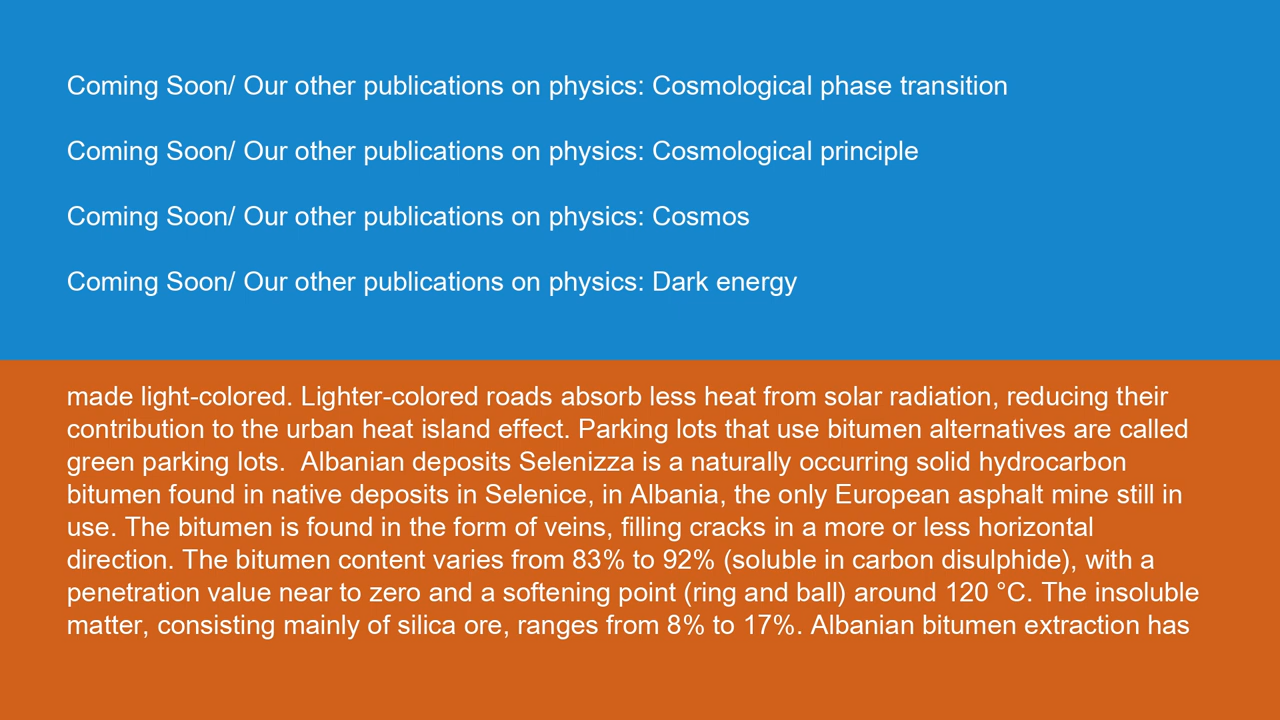 Coming Soon/ Our other publications on physics: Cosmological phase transition
Coming Soon/ Our other publications on physics: Cosmological principle
Coming Soon/ Our other publications on physics: Cosmos
Coming Soon/ Our other publications on physics: Dark energy
made light-colored. Lighter-colored roads absorb less heat from solar radiation, reducing their
contribution to the urban heat island effect. Parking lots that use bitumen alternatives are called
green parking lots.  Albanian deposits Selenizza is a naturally occurring solid hydrocarbon
bitumen found in native deposits in Selenice, in Albania, the only European asphalt mine still in
use. The bitumen is found in the form of veins, filling cracks in a more or less horizontal
direction. The bitumen content varies from 83% to 92% (soluble in carbon disulphide), with a
penetration value near to zero and a softening point (ring and ball) around 120 °C. The insoluble
matter, consisting mainly of silica ore, ranges from 8% to 17%. Albanian bitumen extraction has